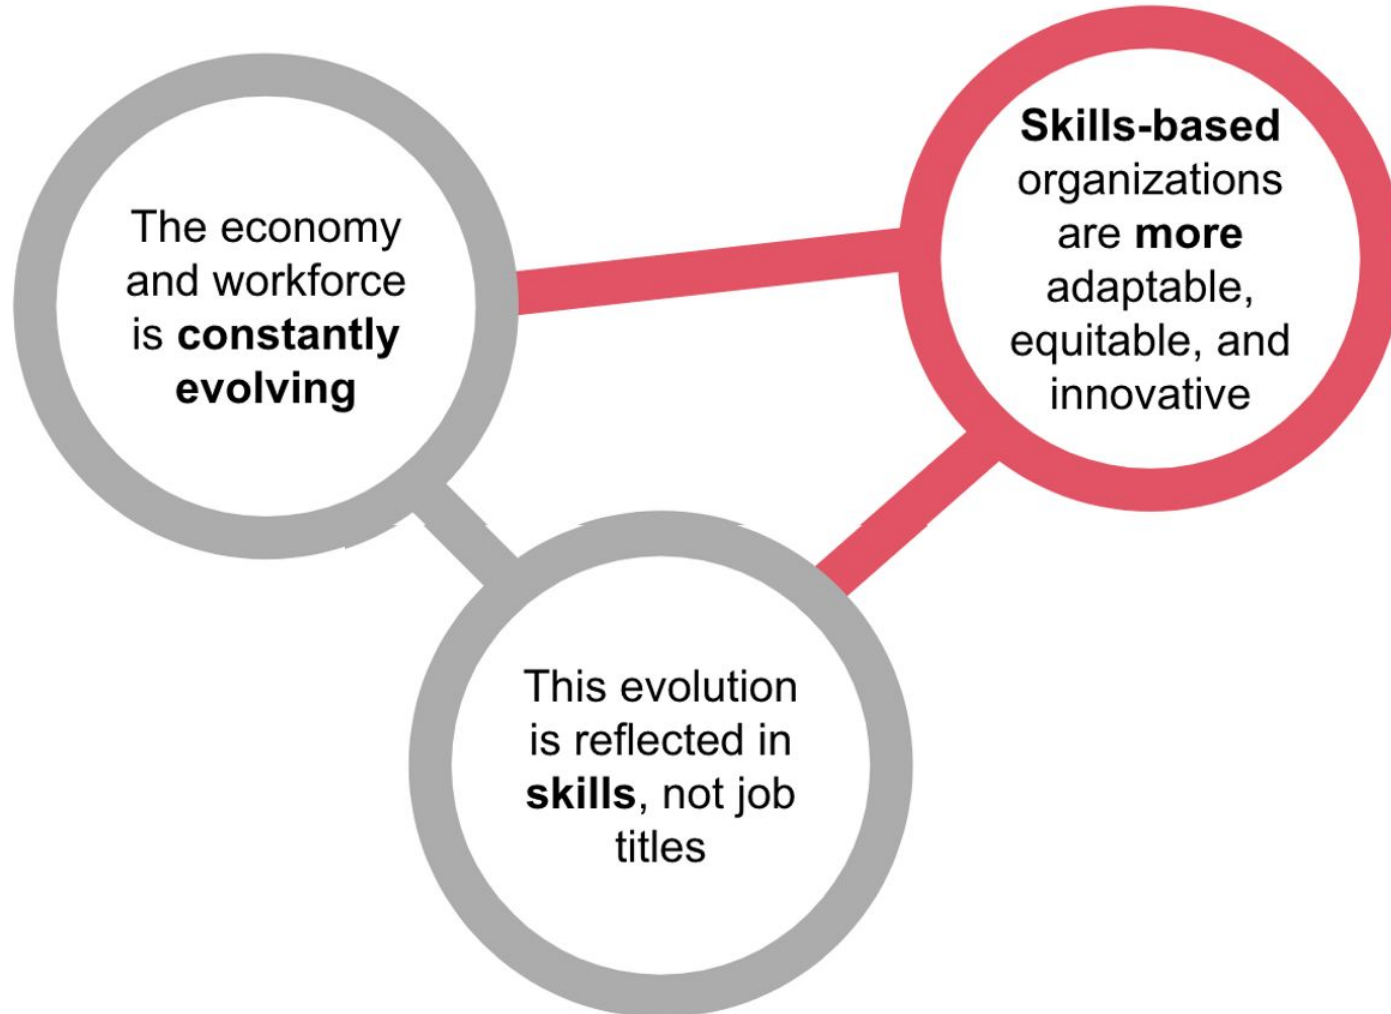 The economy
and workforce
is constantly
evolving
Skills-based
organizations
are more
adaptable,
equitable, and
innovative
This evolution
is reflected in
skills, not job
titles